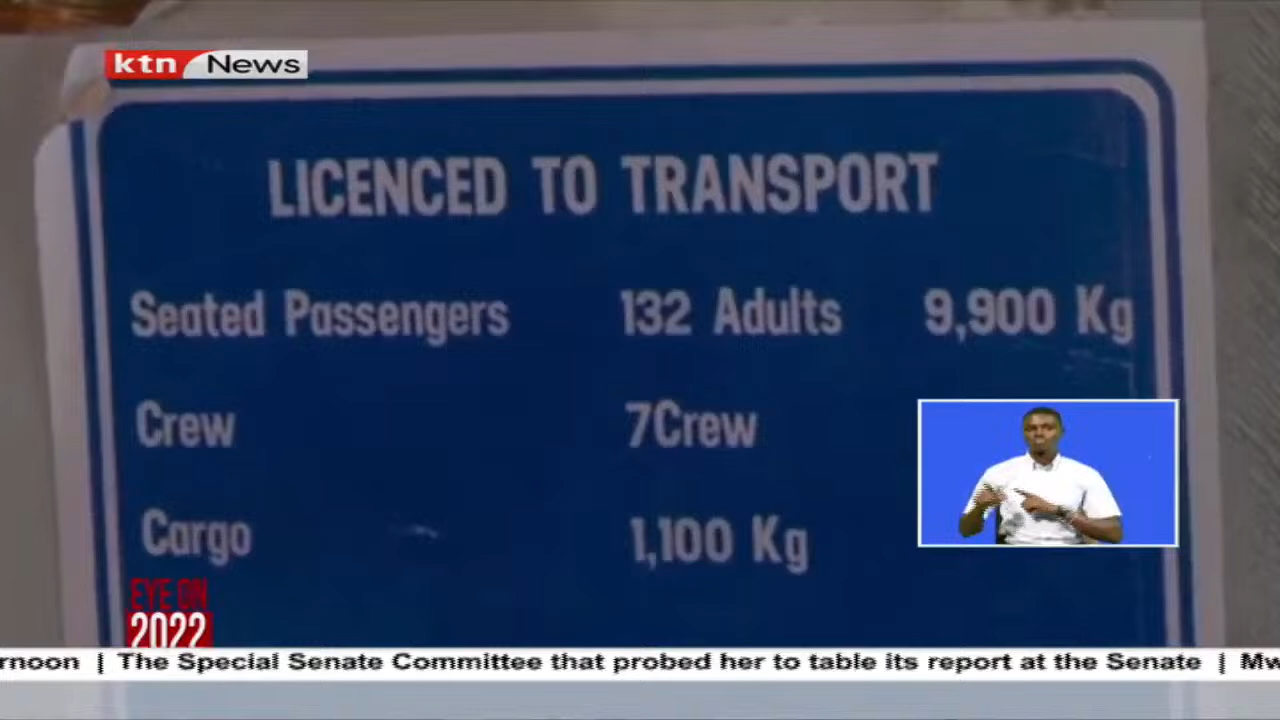 ktn News
LICENCED TO TRANSPORT
Seated Passengers 132 Adults 9,900 Kg
Crew 7Crew
Cargo 1,100 Kg
EYE ON
2022
rnoon | The Special Senate Committee that probed her to table its report at the Senate | Mw